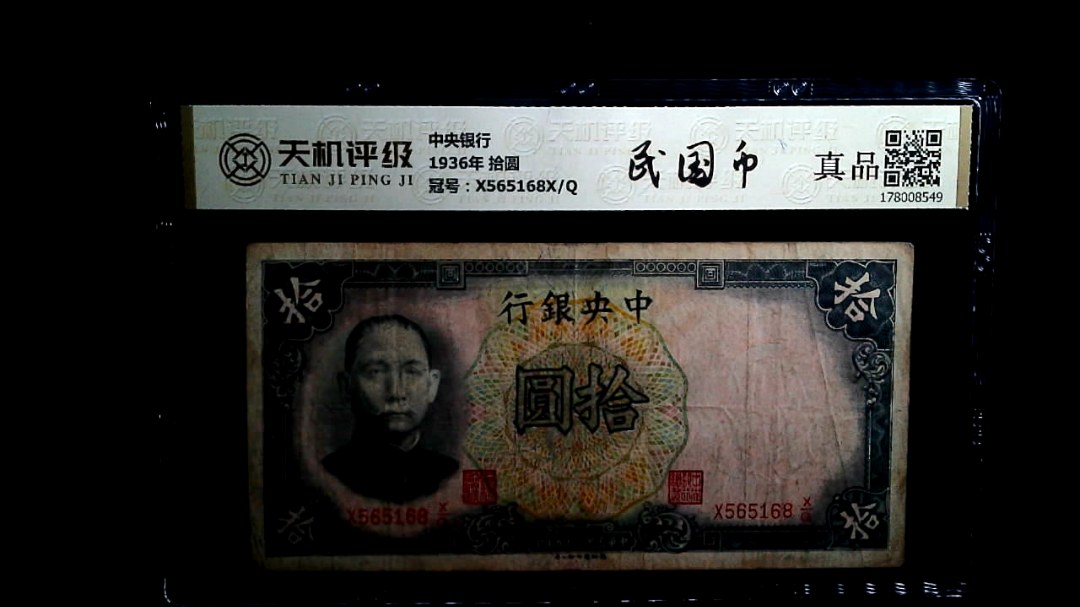 天机评级
TIAN JI PING JI
中央银行
1936年 拾圆
冠号：X565168X/Q
民国币
真品
178008549
拾
拾
行銀央中
圓拾
X565168 X/Q
X565168 X/Q
拾
拾